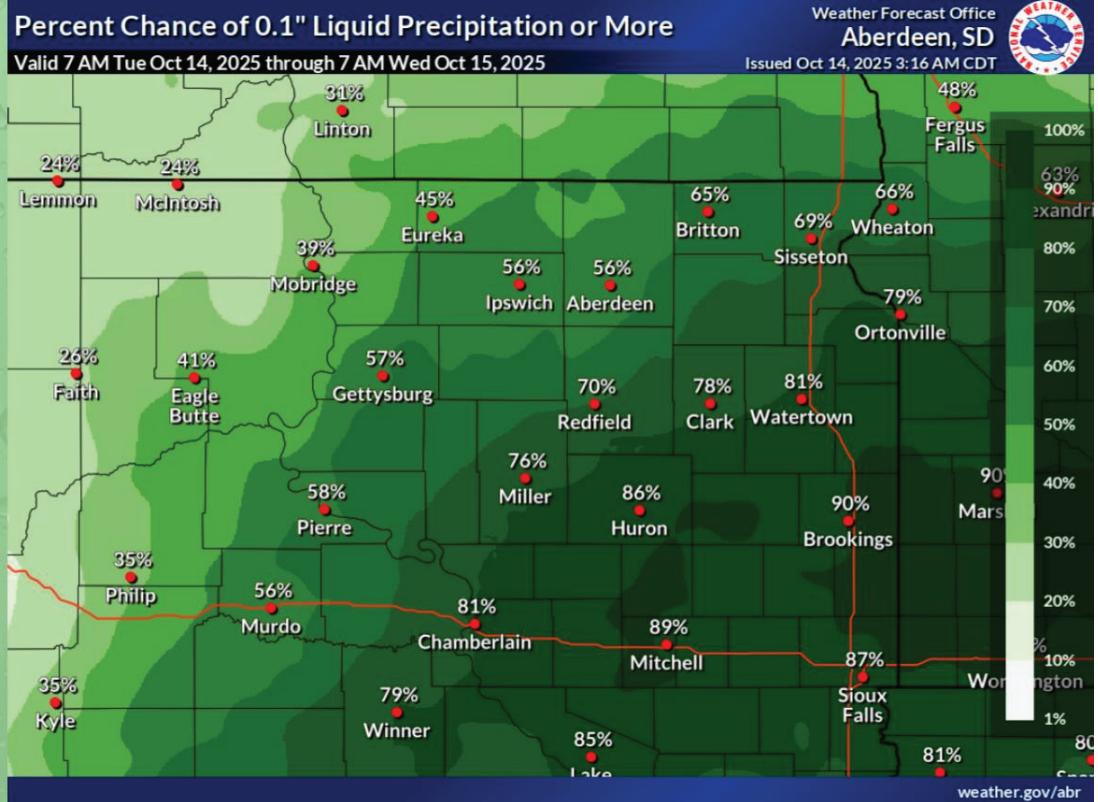 Percent Chance of 0.1" Liquid Precipitation or More
Valid 7 AM Tue Oct 14, 2025 through 7 AM Wed Oct 15, 2025
Weather Forecast Office
Aberdeen, SD
Issued Oct 14, 2025 3:16 AM CDT
NATIONAL WEATHER SERVICE
31%
Linton
48%
Fergus
Falls
24%
Lemmon
24%
McIntosh
63%
45%
Eureka
65%
Britton
69%
Sisseton
66%
Wheaton
39%
Mobridge
56%
Ipswich
56%
Aberdeen
79%
Ortonville
26%
Faith
41%
Eagle
Butte
57%
Gettysburg
70%
Redfield
78%
Clark
81%
Watertown
58%
Pierre
76%
Miller
86%
Huron
90%
Brookings
90
Mars
35%
Philip
56%
Murdo
81%
Chamberlain
89%
Mitchell
87%
Sioux
Falls
35%
Kyle
79%
Winner
85%
Lake
81%
80
100%
90%
80%
70%
60%
50%
40%
30%
20%
10%
1%
weather.gov/abr